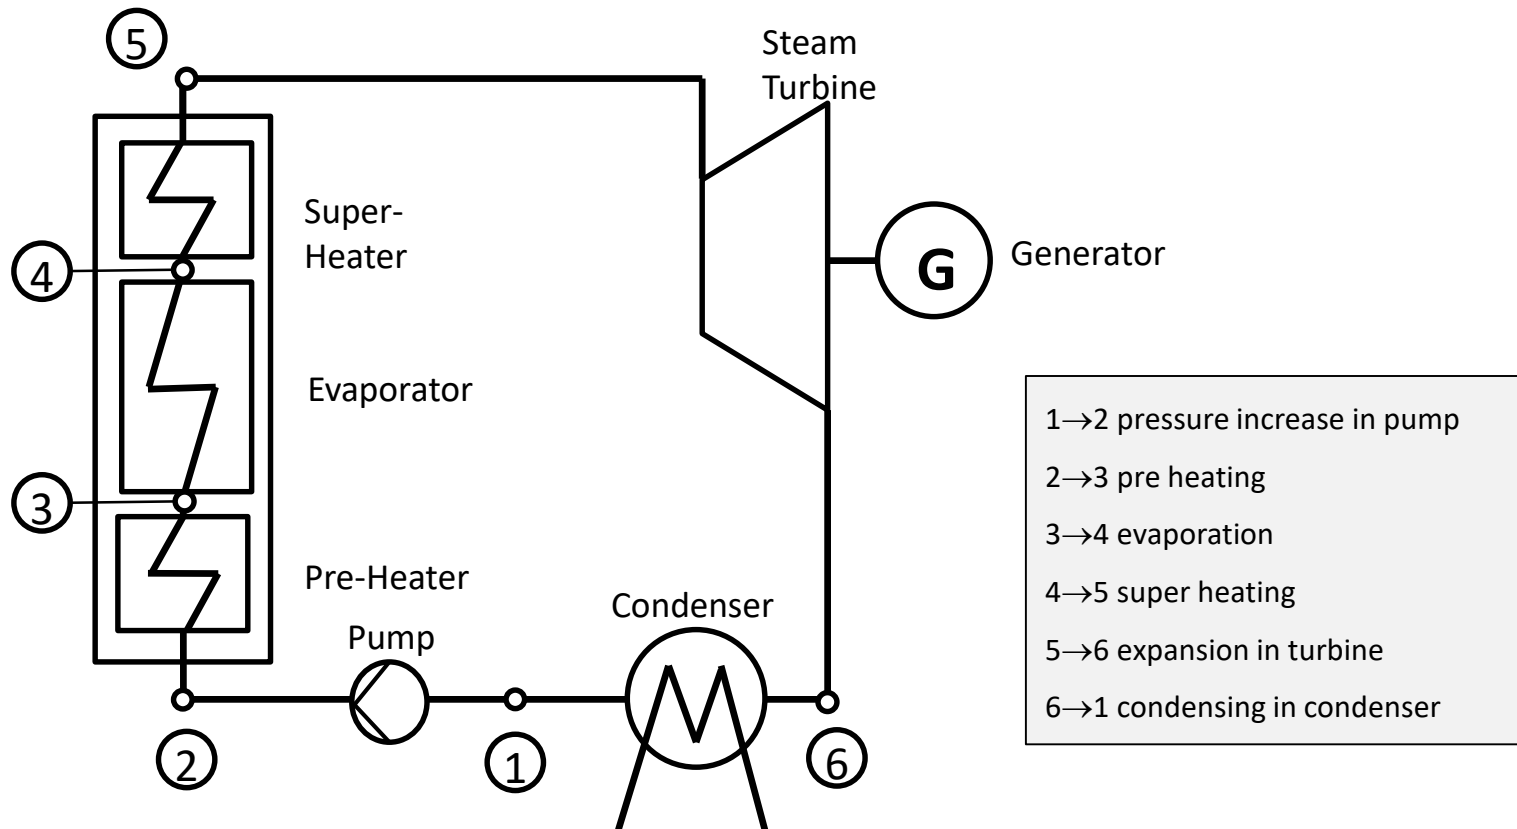 5
Steam
Turbine
Super-
Heater
4
G
Generator
Evaporator
3
Pre-Heater
Condenser
Pump
2
1
6
1→2 pressure increase in pump
2→3 pre heating
3→4 evaporation
4→5 super heating
5→6 expansion in turbine
6→1 condensing in condenser